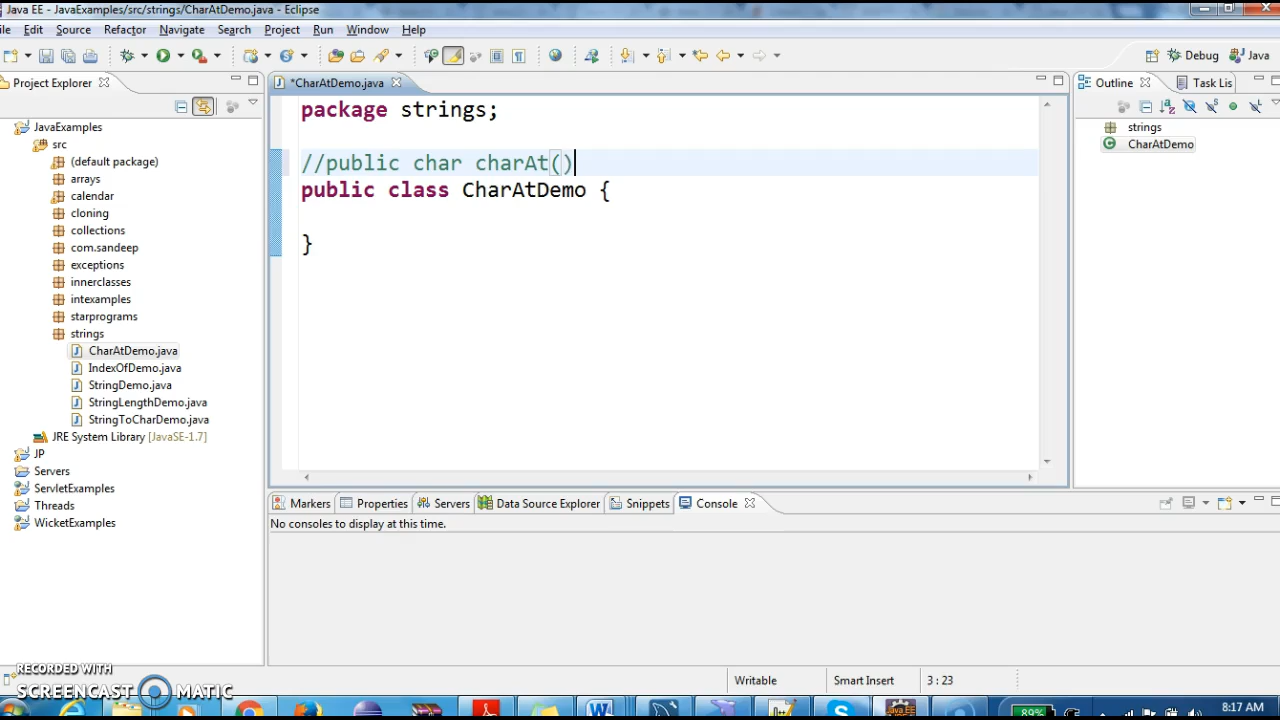 Java EE - JavaExamples/src/strings/CharAtDemo.java - Eclipse
Edit Source Refactor Navigate Search Project Run Window Help
Debug Java
Project Explorer
*CharAtDemo.java
Outline Task Lis
JavaExamples
src
(default package)
arrays
calendar
cloning
collections
com.sandeep
exceptions
innerclasses
intexamples
starprograms
strings
CharAtDemo.java
IndexOfDemo.java
StringDemo.java
StringLengthDemo.java
StringToCharDemo.java
JRE System Library [JavaSE-1.7]
JP
Servers
ServletExamples
Threads
WicketExamples
package strings;
//public char charAt()
public class CharAtDemo {
}
strings
CharAtDemo
Markers Properties Servers Data Source Explorer Snippets Console
No consoles to display at this time.
Writable Smart Insert 3 : 23
RECORDED WITH
SCREENCAST MATIC
89%
8:17 AM